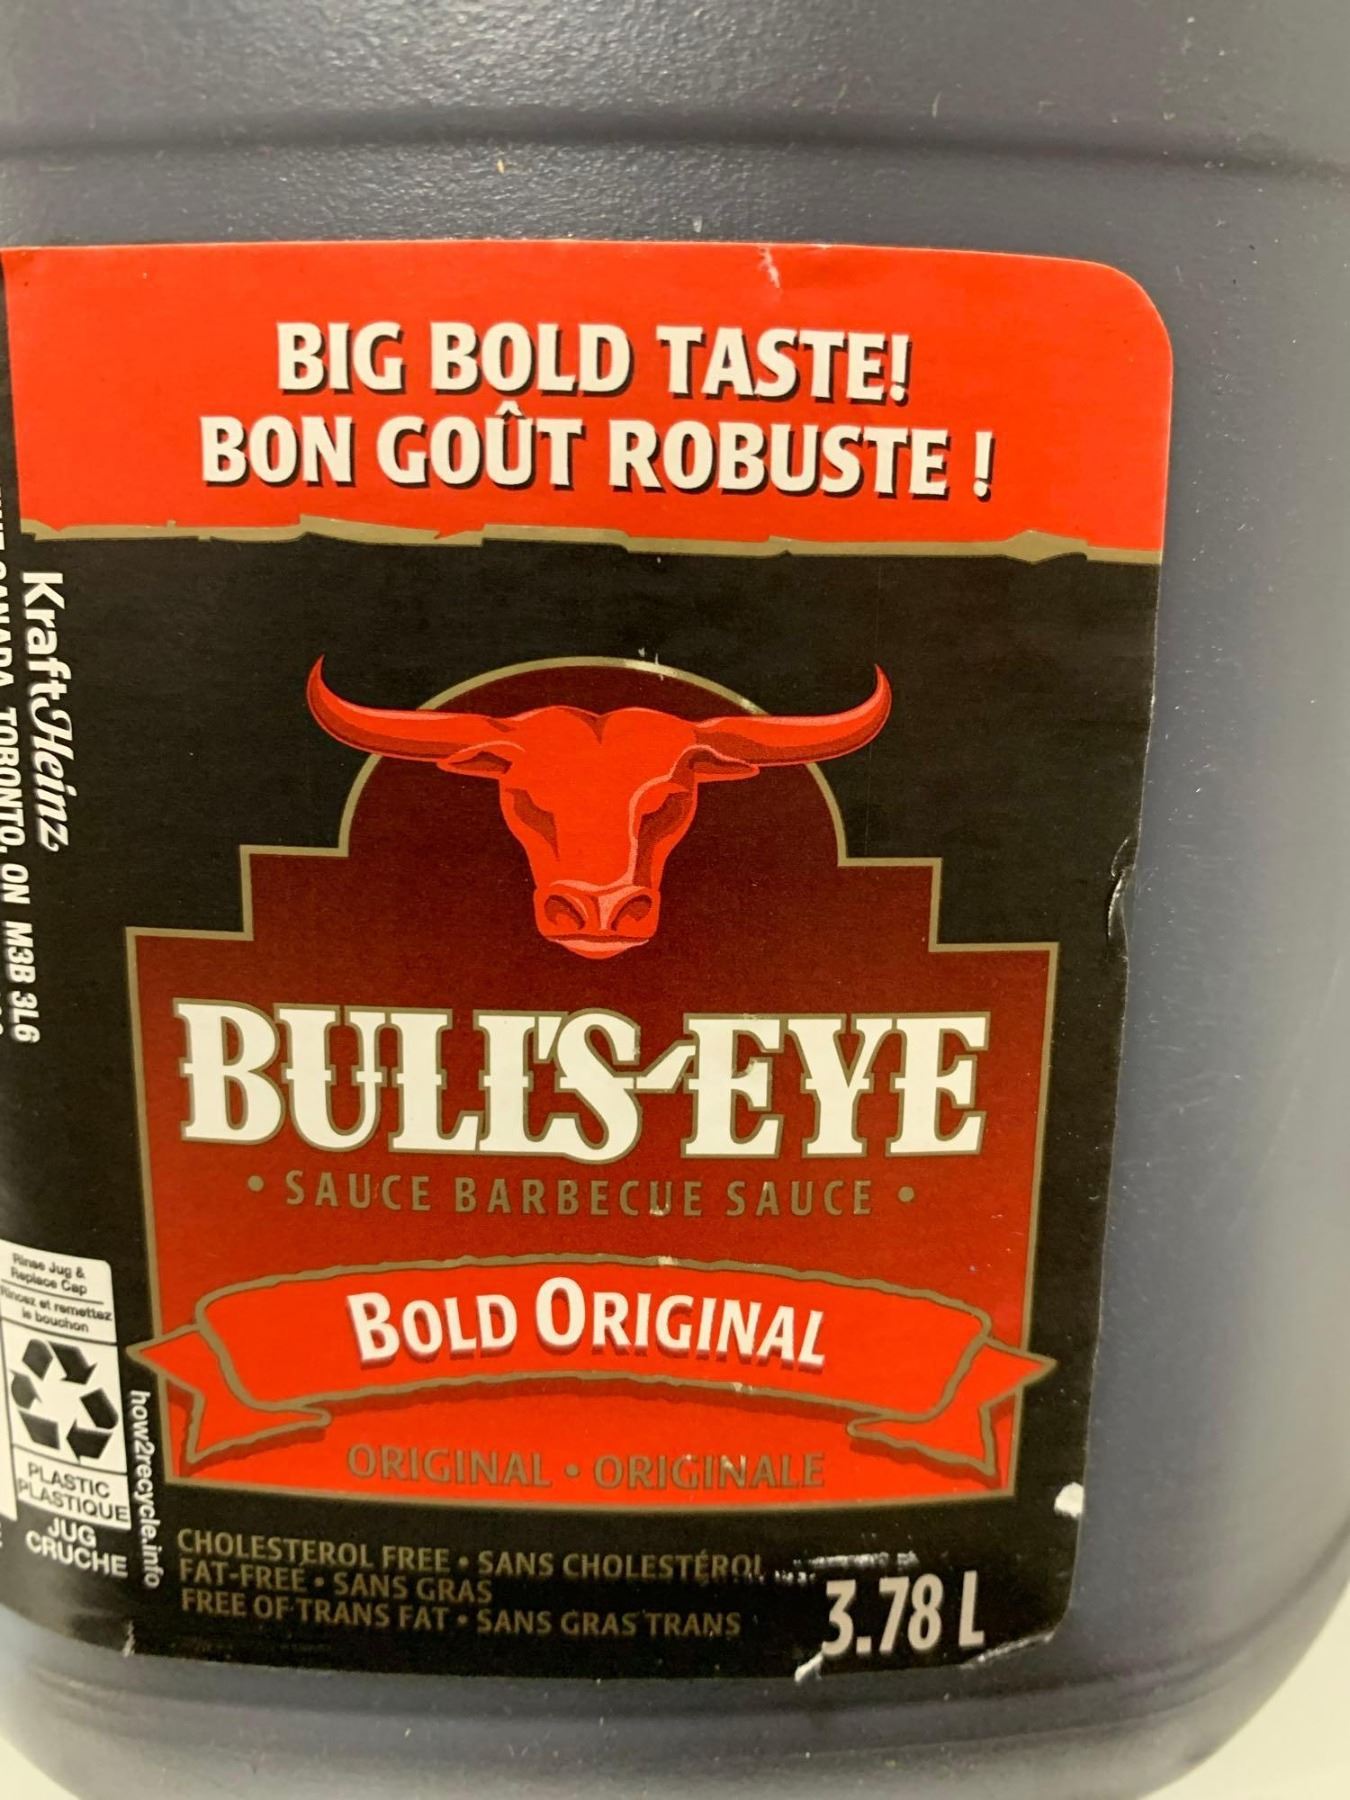 BIG BOLD TASTE!
BON GOÛT ROBUSTE !
BULL'S-EYE
• SAUCE BARBECUE SAUCE •
BOLD ORIGINAL
ORIGINAL • ORIGINALE
CHOLESTEROL FREE • SANS CHOLESTÉROL
FAT-FREE • SANS GRAS
FREE OF TRANS FAT • SANS GRAS TRANS
3.78 L
KraftHeinz
CANADA, TORONTO, ON M3B 3L6
Rinse Jug &
Replace Cap
Rincez et remettez
le bouchon
PLASTIC
PLASTIQUE
JUG
CRUCHE
how2recycle.info